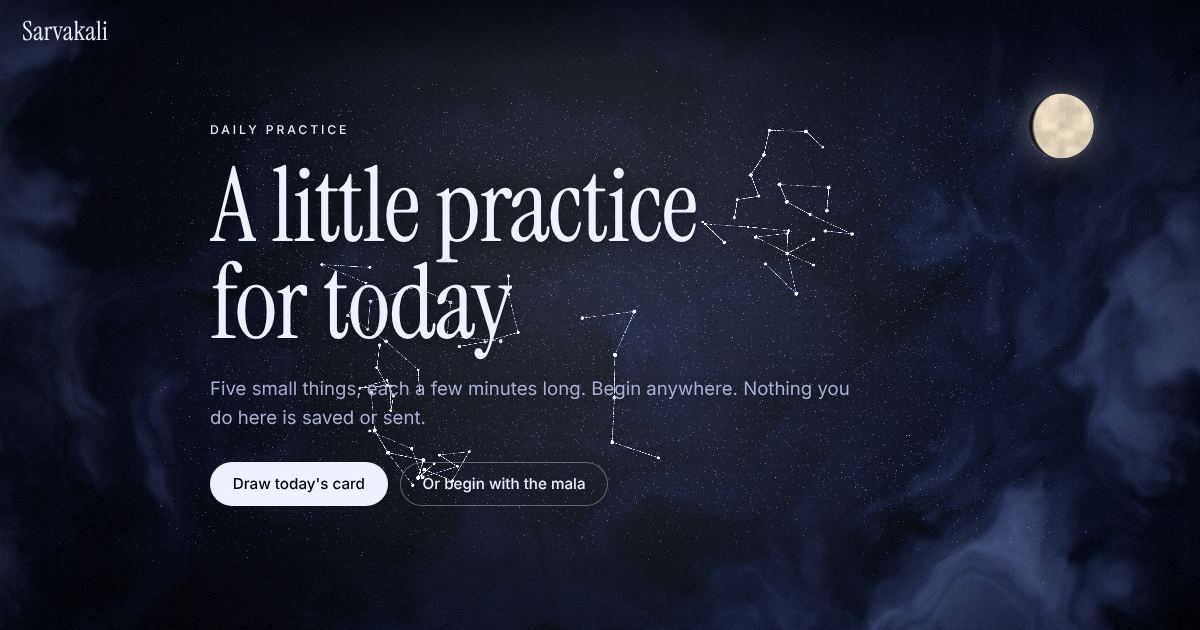 Sarvakali
DAILY PRACTICE
A little practice
for today
Five small things, each a few minutes long. Begin anywhere. Nothing you
do here is saved or sent.
Draw today's card
Or begin with the mala